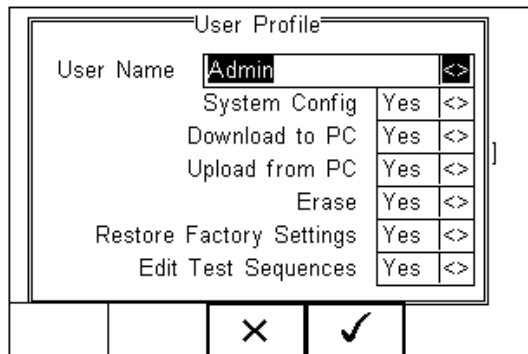 User Profile
User Name Admin <>
System Config Yes <>
Download to PC Yes <>
Upload from PC Yes <>
Erase Yes <>
Restore Factory Settings Yes <>
Edit Test Sequences Yes <>
]
✕ ✓